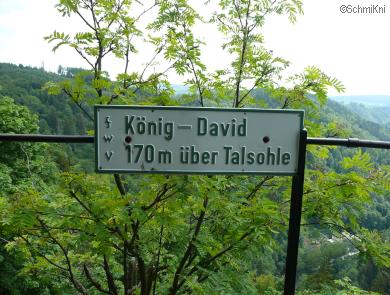 ©SchmiKni
s König – David
w
v 170 m über Talsohle